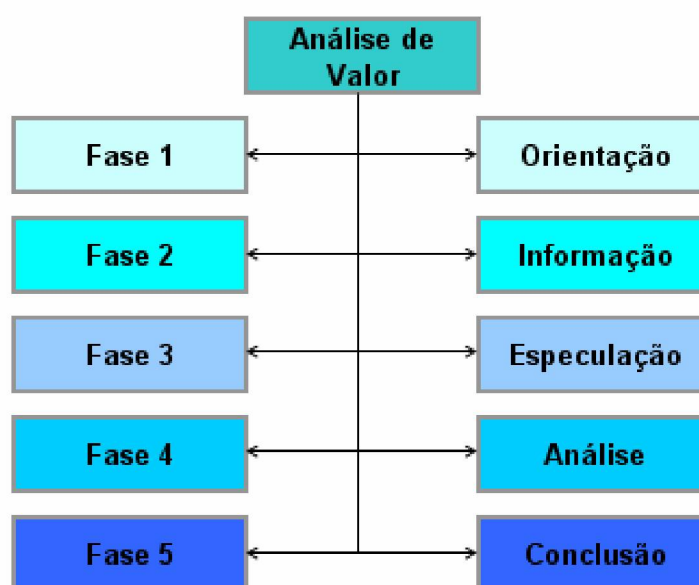 Análise de
Valor
Fase 1
Orientação
Fase 2
Informação
Fase 3
Especulação
Fase 4
Análise
Fase 5
Conclusão